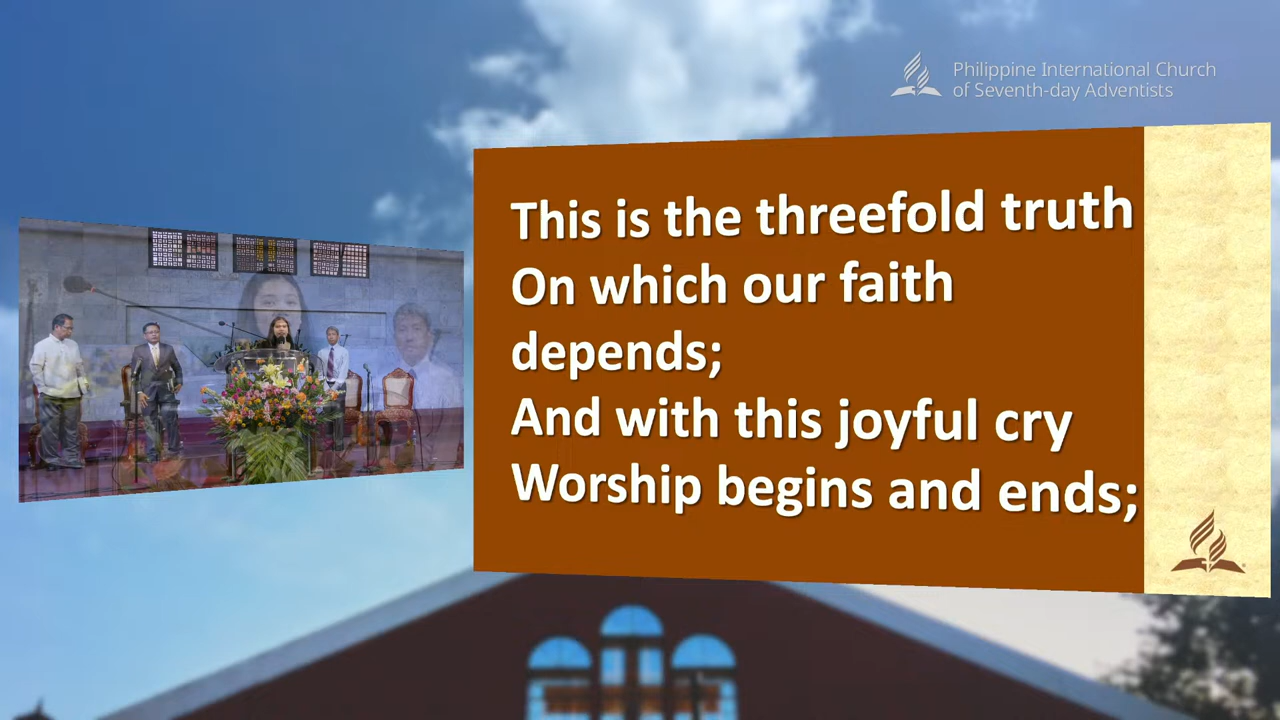 Philippine International Church
of Seventh-day Adventists
This is the threefold truth
On which our faith
depends;
And with this joyful cry
Worship begins and ends;